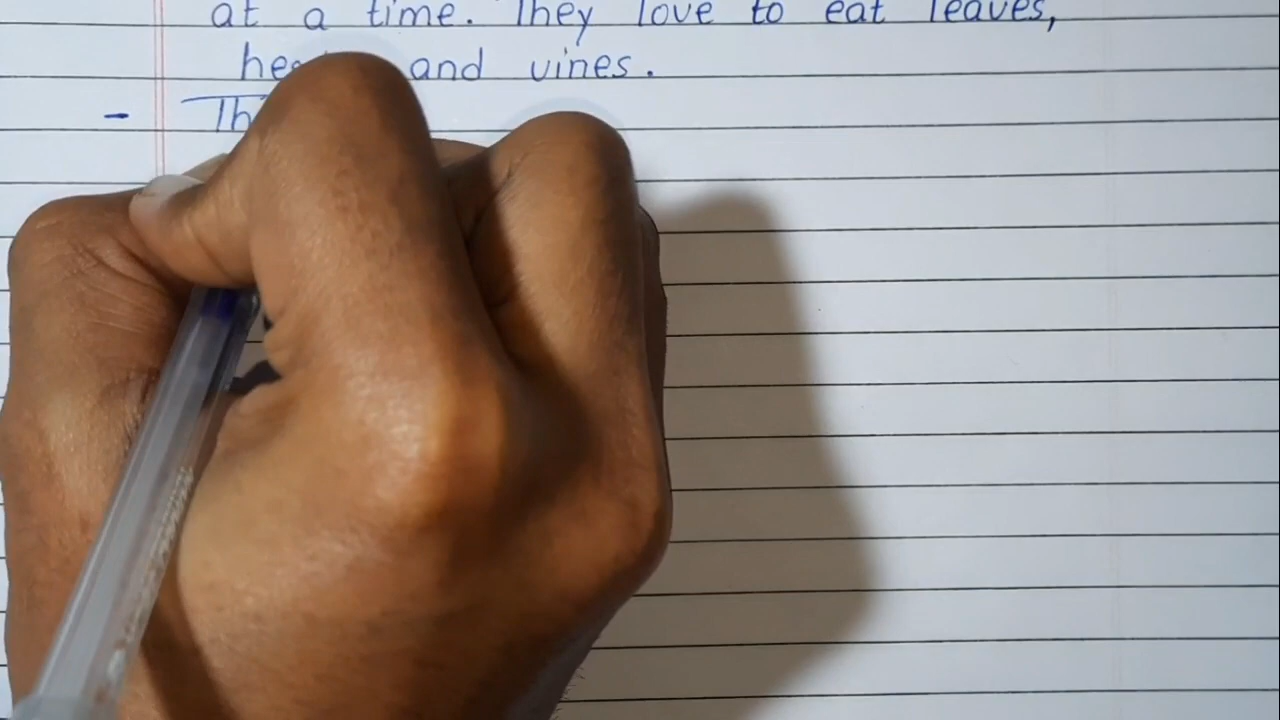 at a time. They love to eat leaves,
and vines.
-